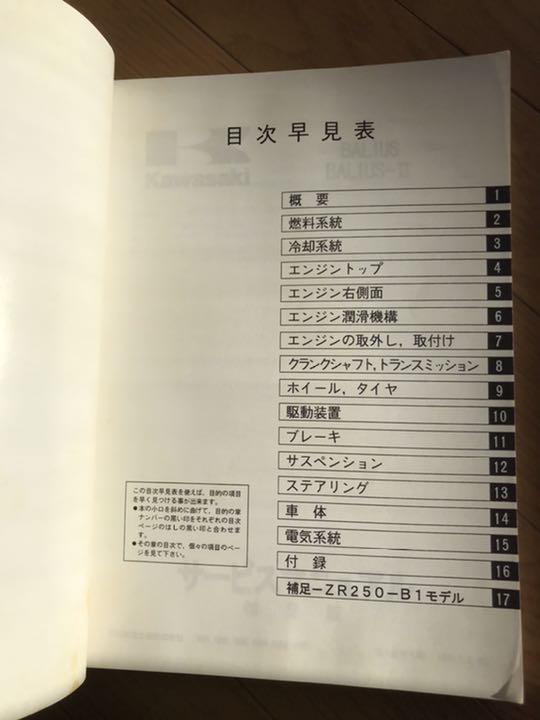 目次早見表
Kawasaki
BALIUS
BALIUS-II
概 要 1
燃料系統 2
冷却系統 3
エンジントップ 4
エンジン右側面 5
エンジン潤滑機構 6
エンジンの取外し,取付け 7
クランクシャフト,トランスミッション 8
ホイール,タイヤ 9
駆動装置 10
ブレーキ 11
サスペンション 12
ステアリング 13
車 体 14
電気系統 15
付 録 16
補足-ZR250-B1モデル 17
この目次早見表を使えば、目的の項目
を早く見つける事が出来ます。
●本の小口を斜めに曲げて、目的の章
ナンバーの黒い印をそれぞれの目次
ページのはしの黒い印と合わせま
す。
●その章の目次で、個々の項目のペー
ジを見て下さい。